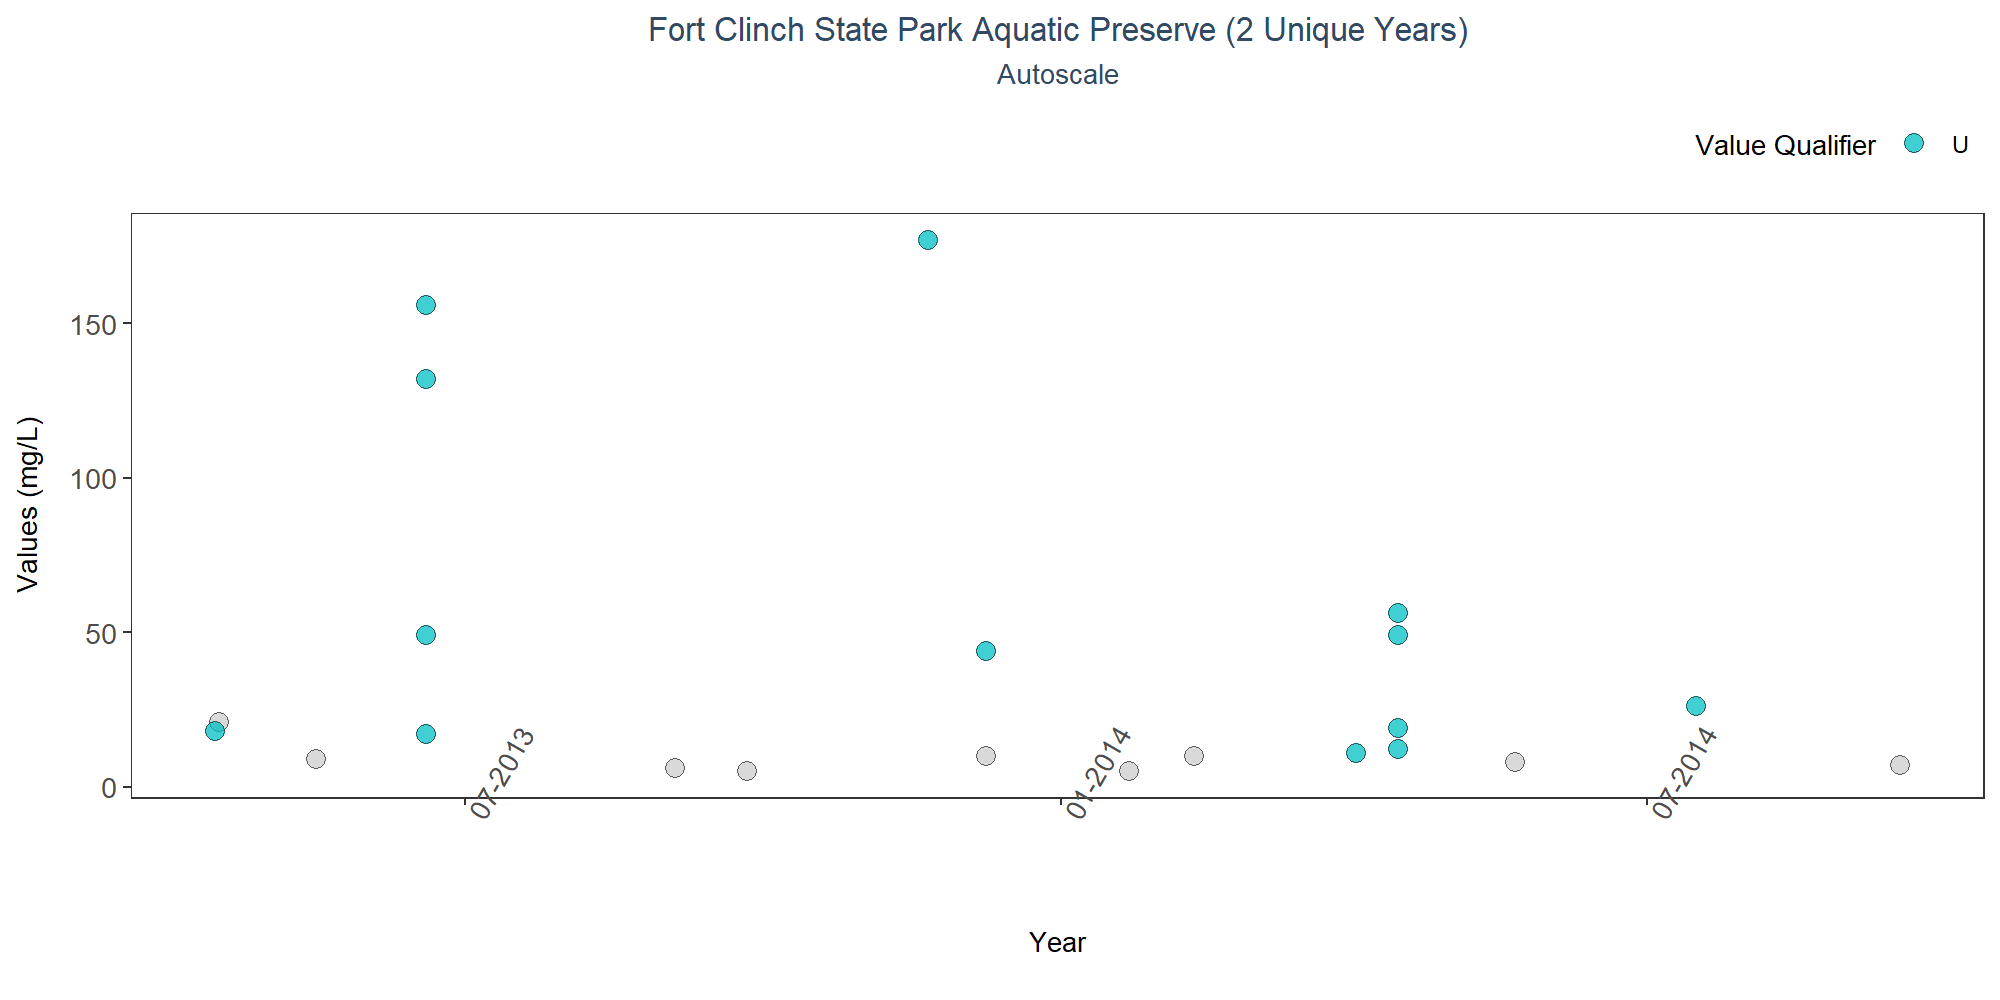 Fort Clinch State Park Aquatic Preserve (2 Unique Years)
Autoscale
Value Qualifier U
Values (mg/L)
150
100
50
0
07-2013 01-2014 07-2014
Year